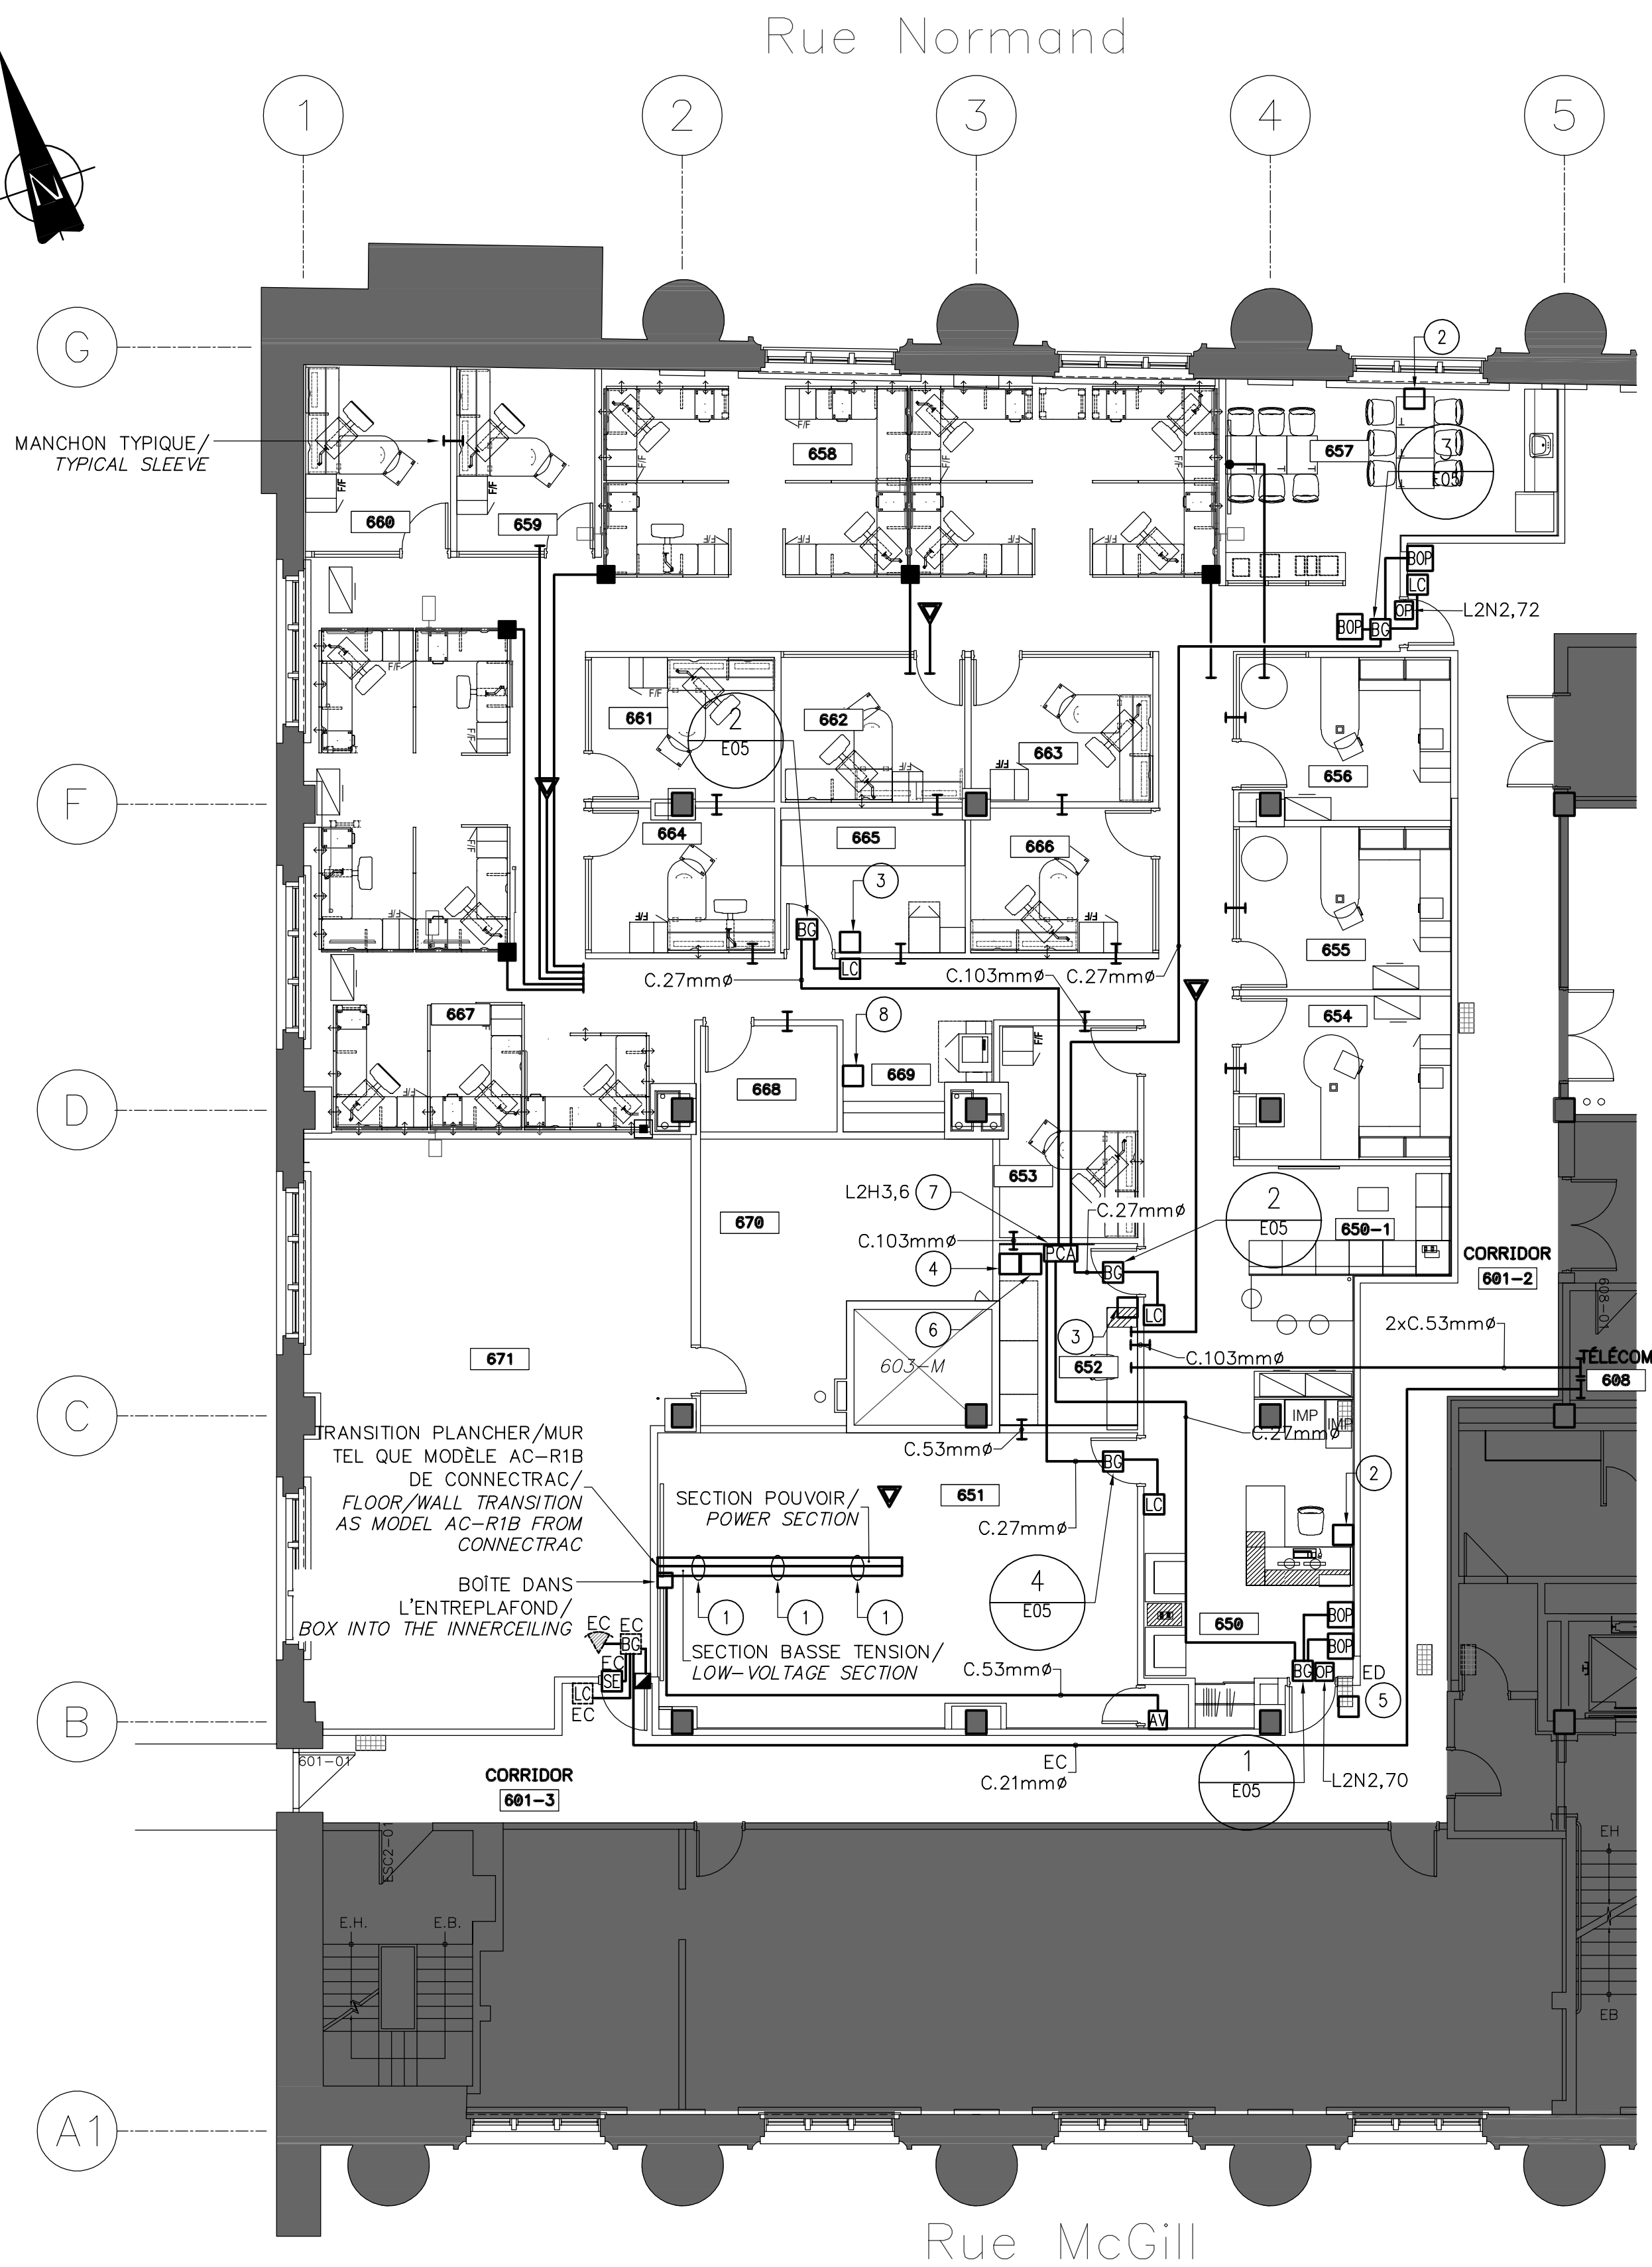 Rue Normand
1
2
3
4
5
N
G
2
MANCHON TYPIQUE/
TYPICAL SLEEVE
658
657
3
E05
F/F
660
659
BOP
LC
OP
L2N2,72
BOP
BG
661
2
E05
662
663
656
F
664
665
666
3
655
BG
LC
C.27mmø
C.103mmø
C.27mmø
667
8
654
668
669
D
653
L2H3,6
7
C.27mmø
2
E05
670
650-1
C.103mmø
PCA
CORRIDOR
601-2
4
BG
608-01
6
3
LC
2xC.53mmø
671
603-M
652
C.103mmø
TÉLÉCOM
608
C
IMP
IMP
TRANSITION PLANCHER/MUR
TEL QUE MODÈLE AC-R1B
DE CONNECTRAC/
FLOOR/WALL TRANSITION
AS MODEL AC-R1B FROM
CONNECTRAC
C.53mmø
C.27mmø
BG
2
SECTION POUVOIR/
POWER SECTION
651
LC
C.27mmø
BOÎTE DANS
L'ENTREPLAFOND/
BOX INTO THE INNERCEILING
4
E05
1
1
1
EC
EC
BG
650
BOP
SECTION BASSE TENSION/
LOW-VOLTAGE SECTION
BOP
EC
SE
C.53mmø
BG
OP
ED
LC
EC
5
B
AV
601-01
EC
C.21mmø
1
E05
L2N2,70
CORRIDOR
601-3
ESC2-01
EH
E.H.
E.B.
EB
A1
Rue McGill